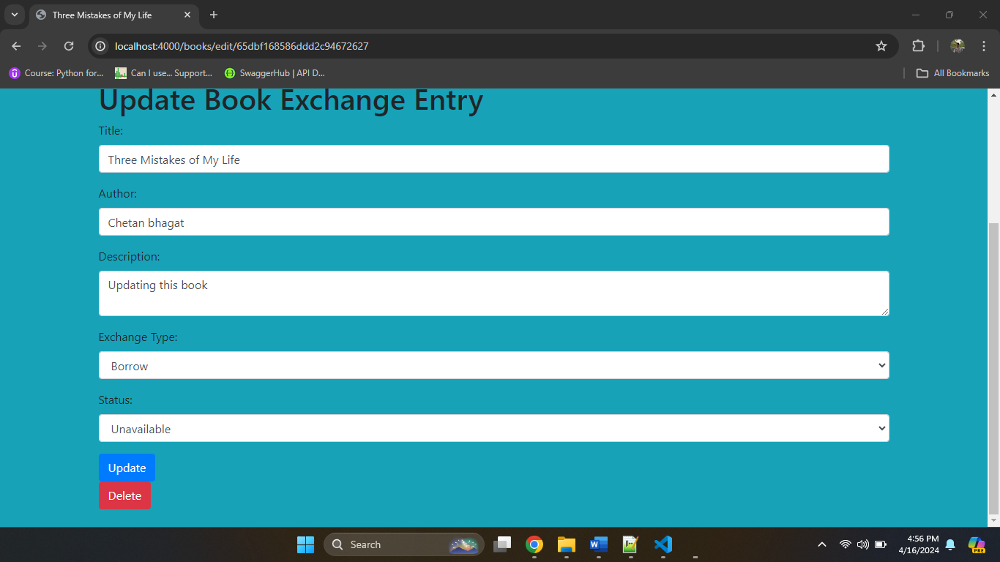 Three Mistakes of My Life
localhost:4000/books/edit/65dbf168586ddd2c94672627
Course: Python for...
Can I use... Support...
SwaggerHub | API D...
All Bookmarks
Update Book Exchange Entry
Title:
Three Mistakes of My Life
Author:
Chetan bhagat
Description:
Updating this book
Exchange Type:
Borrow
Status:
Unavailable
Update
Delete
Search
4:56 PM
4/16/2024
PRE